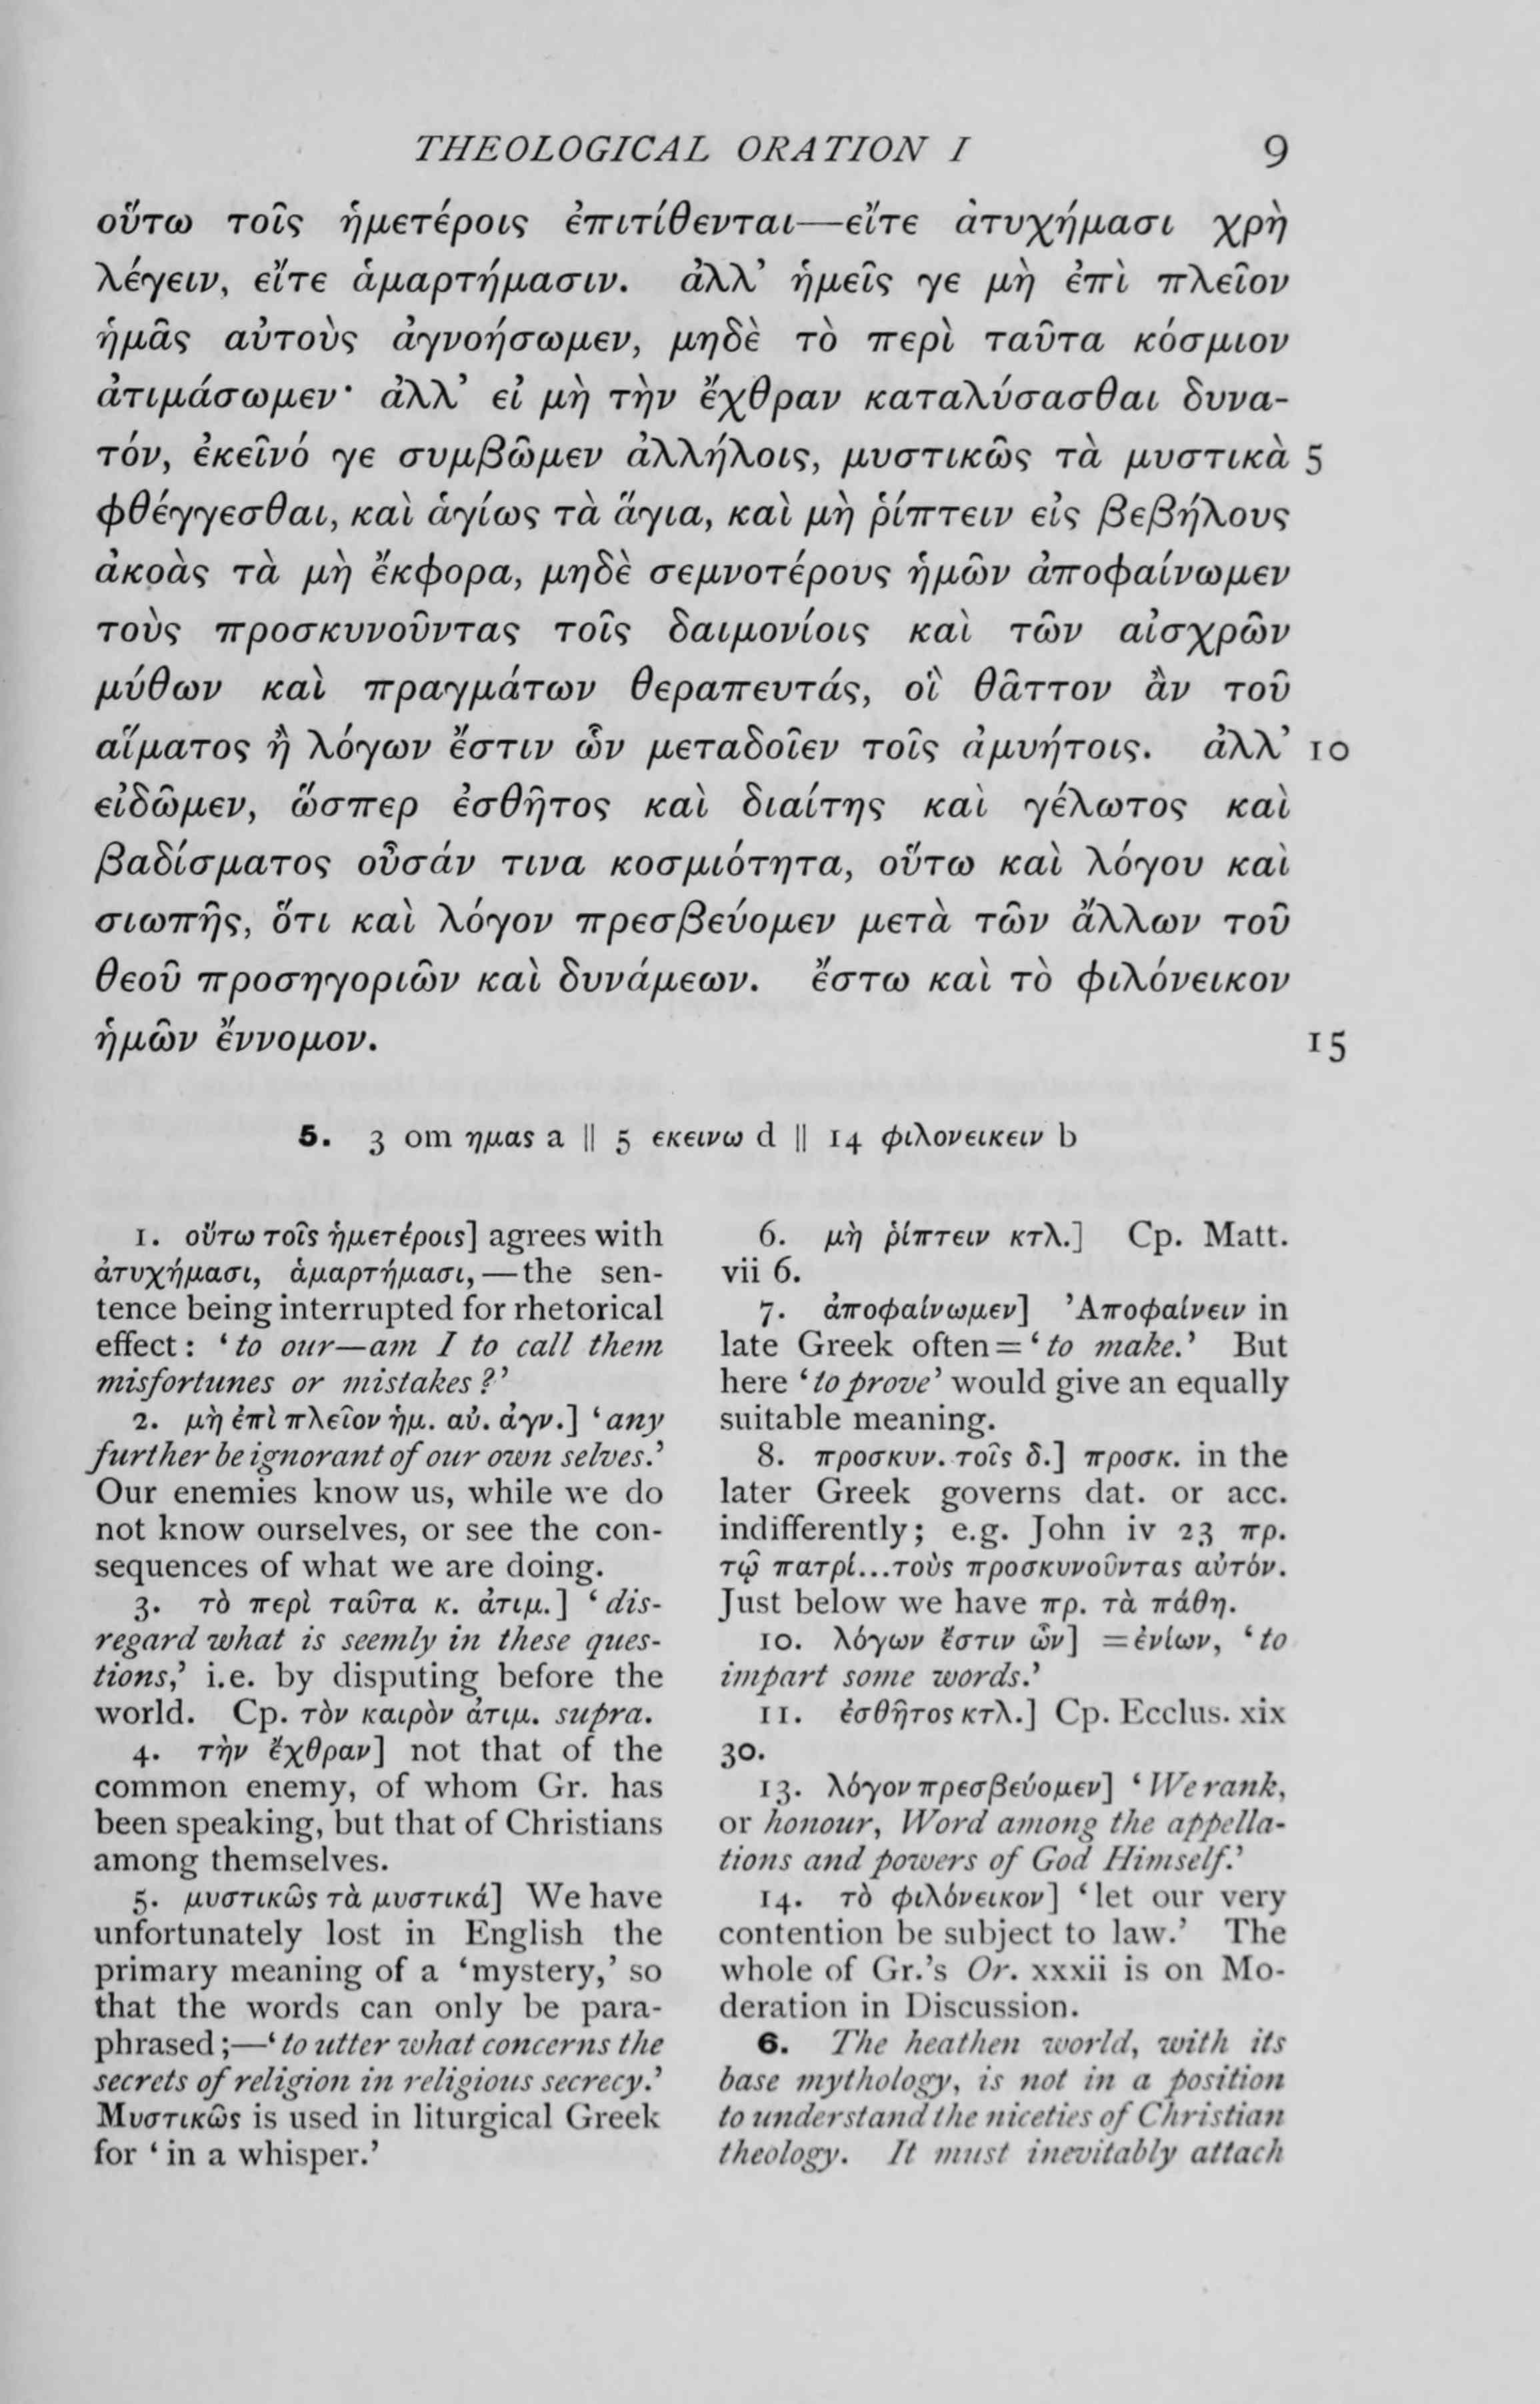 THEOLOGICAL ORATION I 9
οὕτω τοῖς ἡμετέροις ἐπιτίθενται—εἴτε ἀτυχήμασι χρὴ
λέγειν, εἴτε ἁμαρτήμασιν. ἀλλ’ ἡμεῖς γε μὴ ἐπὶ πλεῖον
ἡμᾶς αὐτοὺς ἀγνοήσωμεν, μηδὲ τὸ περὶ ταῦτα κόσμιον
ἀτιμάσωμεν· ἀλλ’ εἰ μὴ τὴν ἔχθραν καταλύσασθαι δυνα-
τόν, ἐκεῖνό γε συμβῶμεν ἀλλήλοις, μυστικῶς τὰ μυστικὰ 5
φθέγγεσθαι, καὶ ἁγίως τὰ ἅγια, καὶ μὴ ῥίπτειν εἰς βεβήλους
ἀκοὰς τὰ μὴ ἔκφορα, μηδὲ σεμνοτέρους ἡμῶν ἀποφαίνωμεν
τοὺς προσκυνοῦντας τοῖς δαιμονίοις καὶ τῶν αἰσχρῶν
μύθων καὶ πραγμάτων θεραπευτάς, οἳ θᾶττον ἂν τοῦ
αἵματος ἢ λόγων ἔστιν ὧν μεταδοῖεν τοῖς ἀμυήτοις. ἀλλ’ 10
εἰδῶμεν, ὥσπερ ἐσθῆτος καὶ διαίτης καὶ γέλωτος καὶ
βαδίσματος οὖσάν τινα κοσμιότητα, οὕτω καὶ λόγου καὶ
σιωπῆς, ὅτι καὶ λόγον πρεσβεύομεν μετὰ τῶν ἄλλων τοῦ
θεοῦ προσηγοριῶν καὶ δυνάμεων. ἔστω καὶ τὸ φιλόνεικον
ἡμῶν ἔννομον. 15
5. 3 om ημας a || 5 εκεινω d || 14 φιλονεικειν b
1. οὕτω τοῖς ἡμετέροις] agrees with
ἀτυχήμασι, ἁμαρτήμασι,—the sen-
tence being interrupted for rhetorical
effect: ‘to our—am I to call them
misfortunes or mistakes?’
2. μὴ ἐπὶ πλεῖον ἡμ. αὐ. ἀγν.] ‘any
further be ignorant of our own selves.’
Our enemies know us, while we do
not know ourselves, or see the con-
sequences of what we are doing.
3. τὸ περὶ ταῦτα κ. ἀτιμ.] ‘dis-
regard what is seemly in these ques-
tions,’ i.e. by disputing before the
world. Cp. τὸν καιρὸν ἀτιμ. supra.
4. τὴν ἔχθραν] not that of the
common enemy, of whom Gr. has
been speaking, but that of Christians
among themselves.
5. μυστικῶς τὰ μυστικά] We have
unfortunately lost in English the
primary meaning of a ‘mystery,’ so
that the words can only be para-
phrased;—‘to utter what concerns the
secrets of religion in religious secrecy.’
Μυστικῶς is used in liturgical Greek
for ‘in a whisper.’
6. μὴ ῥίπτειν κτλ.] Cp. Matt.
vii 6.
7. ἀποφαίνωμεν] Ἀποφαίνειν in
late Greek often=‘to make.’ But
here ‘to prove’ would give an equally
suitable meaning.
8. προσκυν. τοῖς δ.] προσκ. in the
later Greek governs dat. or acc.
indifferently; e.g. John iv 23 πρ.
τῷ πατρί...τοὺς προσκυνοῦντας αὐτόν.
Just below we have πρ. τὰ πάθη.
10. λόγων ἔστιν ὧν] =ἐνίων, ‘to
impart some words.’
11. ἐσθῆτος κτλ.] Cp. Ecclus. xix
30.
13. λόγον πρεσβεύομεν] ‘We rank,
or honour, Word among the appella-
tions and powers of God Himself.’
14. τὸ φιλόνεικον] ‘let our very
contention be subject to law.’ The
whole of Gr.’s Or. xxxii is on Mo-
deration in Discussion.
6. The heathen world, with its
base mythology, is not in a position
to understand the niceties of Christian
theology. It must inevitably attach